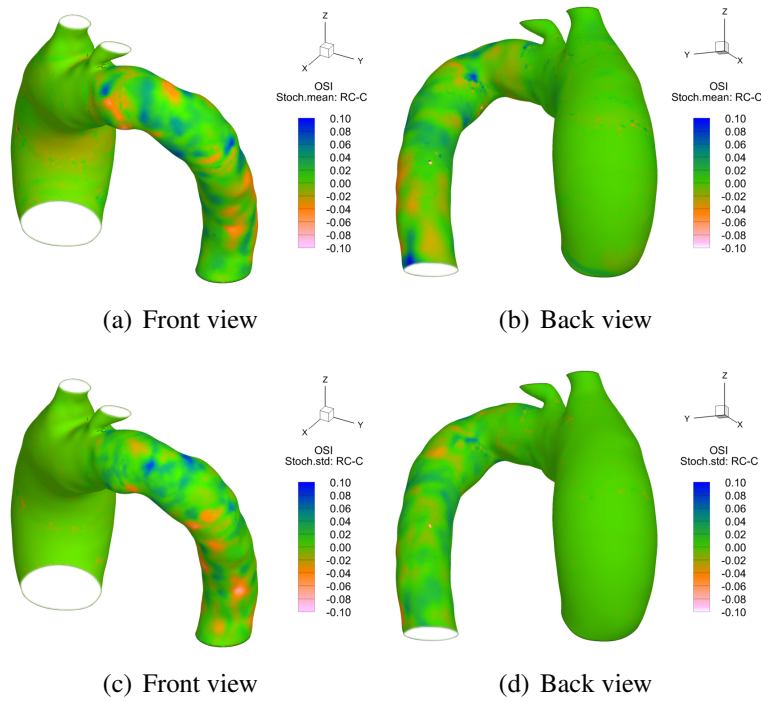 Z
X
Y
OSI
Stoch.mean: RC-C
0.10
0.08
0.06
0.04
0.02
0.00
-0.02
-0.04
-0.06
-0.08
-0.10
(a) Front view
Z
Y
X
OSI
Stoch.mean: RC-C
0.10
0.08
0.06
0.04
0.02
0.00
-0.02
-0.04
-0.06
-0.08
-0.10
(b) Back view
Z
X
Y
OSI
Stoch.std: RC-C
0.10
0.08
0.06
0.04
0.02
0.00
-0.02
-0.04
-0.06
-0.08
-0.10
(c) Front view
Z
Y
X
OSI
Stoch.std: RC-C
0.10
0.08
0.06
0.04
0.02
0.00
-0.02
-0.04
-0.06
-0.08
-0.10
(d) Back view